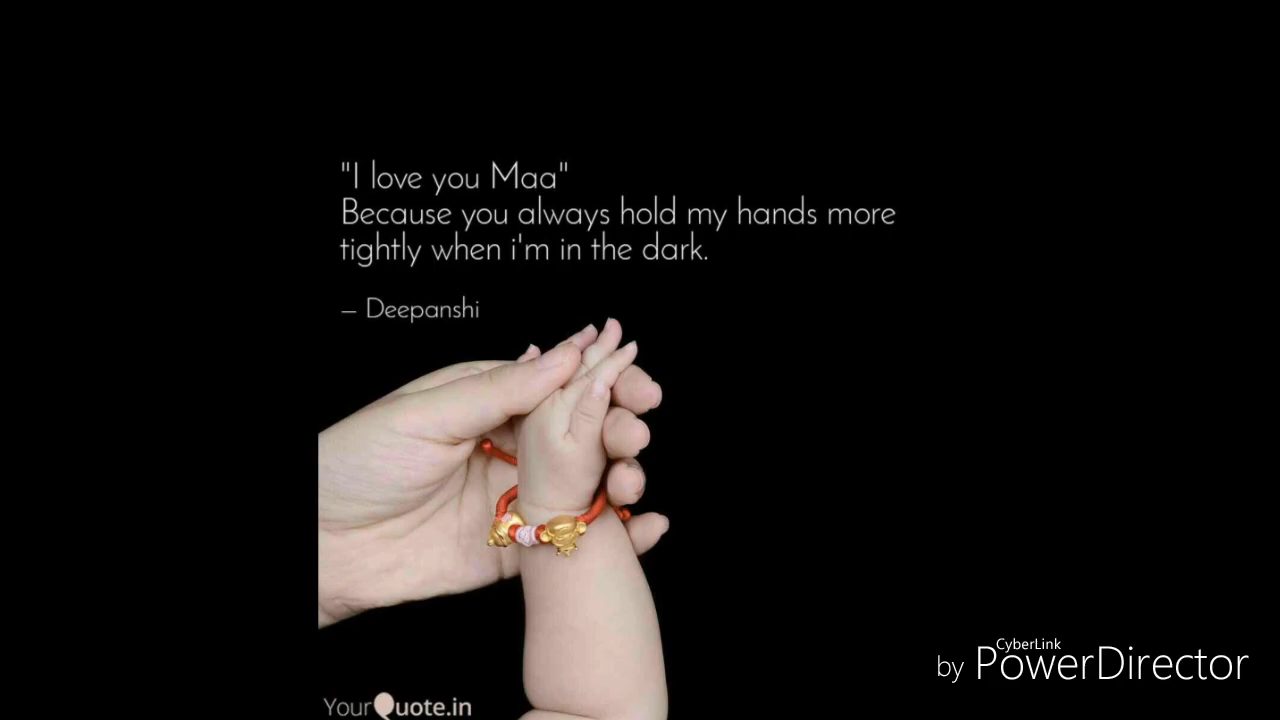 "I love you Maa"
Because you always hold my hands more
tightly when i'm in the dark.
— Deepanshi
CyberLink
by PowerDirector
YourQuote.in